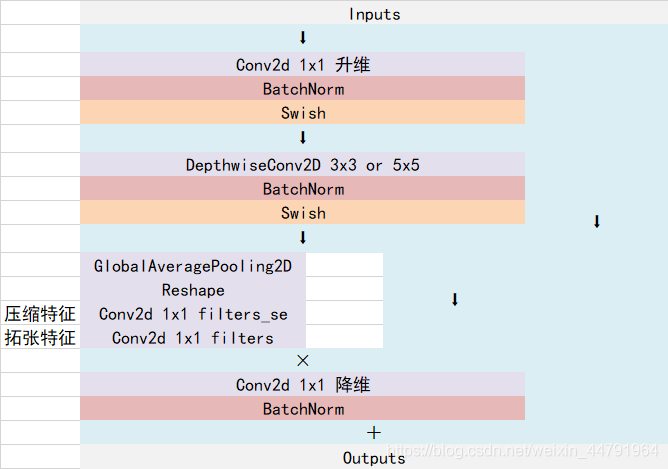 Inputs
⬇
Conv2d 1x1 升维
BatchNorm
Swish
⬇
DepthwiseConv2D 3x3 or 5x5
BatchNorm
Swish
⬇
⬇
GlobalAveragePooling2D
Reshape
⬇
压缩特征 Conv2d 1x1 filters_se
拓张特征 Conv2d 1x1 filters
×
Conv2d 1x1 降维
BatchNorm
+
https://blog.csdn.net/weixin_44791964
Outputs